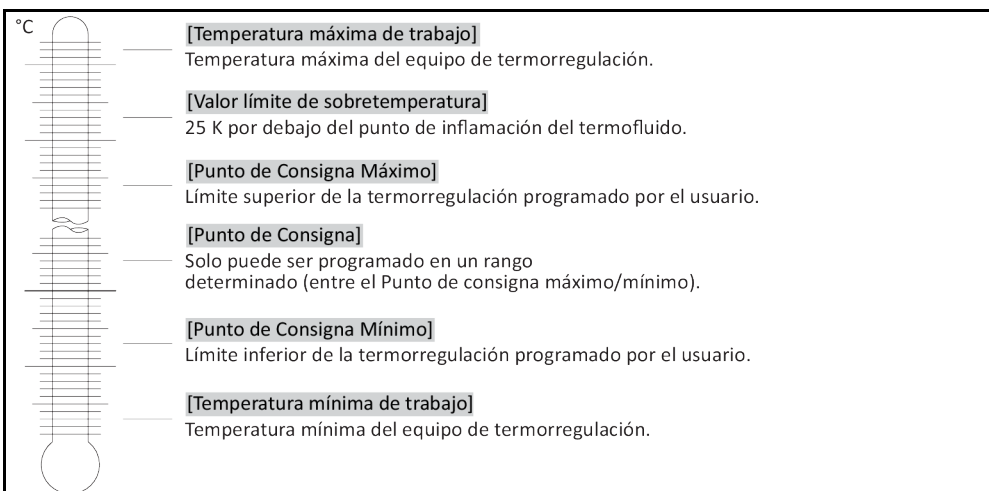 °C
[Temperatura máxima de trabajo]
Temperatura máxima del equipo de termorregulación.
[Valor límite de sobretemperatura]
25 K por debajo del punto de inflamación del termofluido.
[Punto de Consigna Máximo]
Límite superior de la termorregulación programado por el usuario.
[Punto de Consigna]
Solo puede ser programado en un rango
determinado (entre el Punto de consigna máximo/mínimo).
[Punto de Consigna Mínimo]
Límite inferior de la termorregulación programado por el usuario.
[Temperatura mínima de trabajo]
Temperatura mínima del equipo de termorregulación.